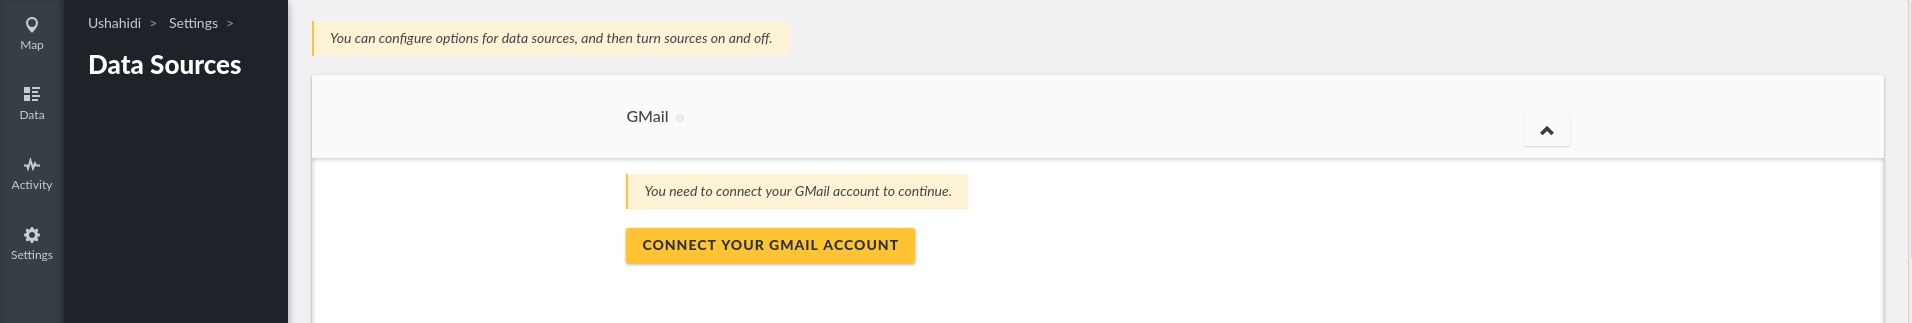 Map
Data
Activity
Settings
Ushahidi > Settings >
Data Sources
You can configure options for data sources, and then turn sources on and off.
GMail
You need to connect your GMail account to continue.
CONNECT YOUR GMAIL ACCOUNT